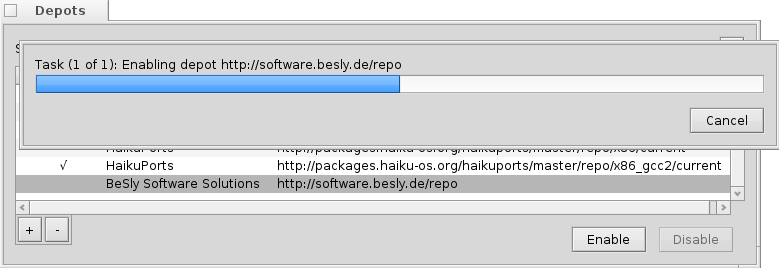 Depots
Task (1 of 1): Enabling depot http://software.besly.de/repo
Cancel
HaikuPorts http://packages.haiku-os.org/haikuports/master/repo/x86/current
√ HaikuPorts http://packages.haiku-os.org/haikuports/master/repo/x86_gcc2/current
BeSly Software Solutions http://software.besly.de/repo
+ -
Enable Disable